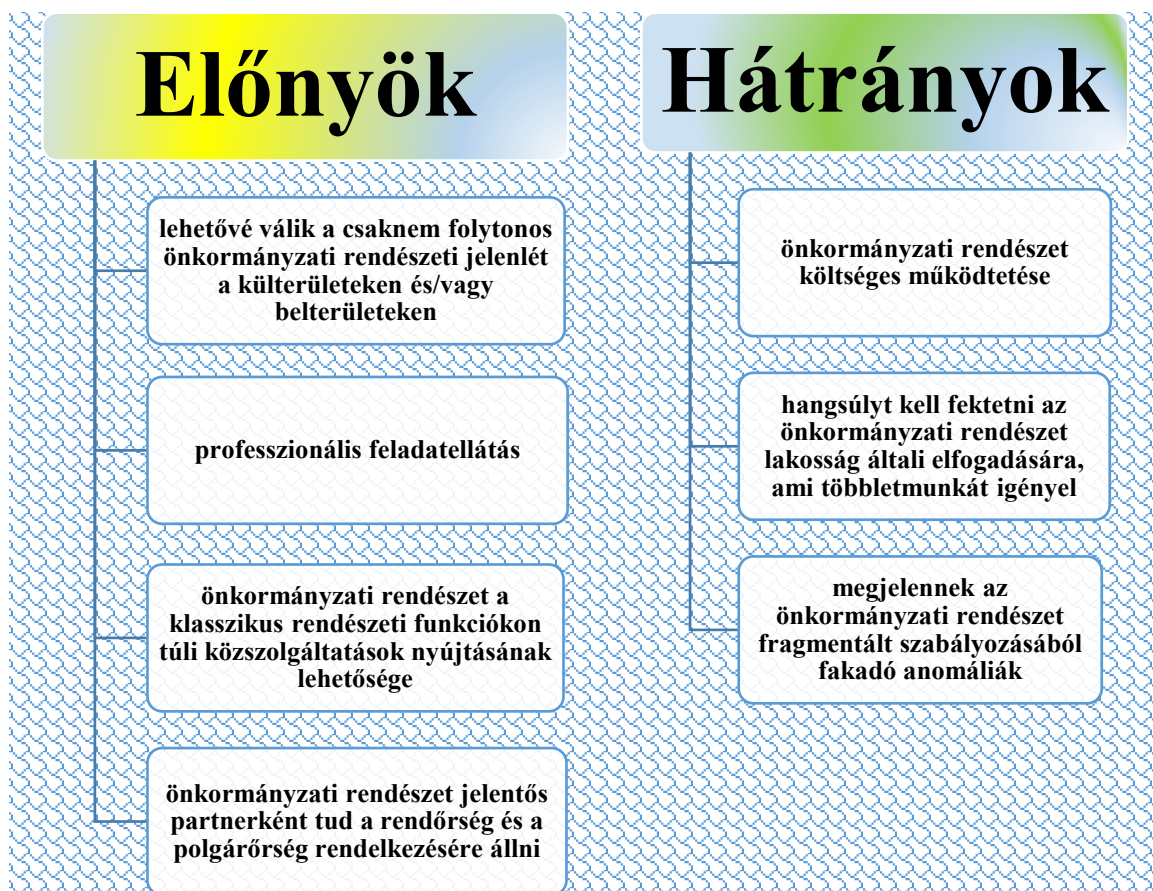 Előnyök
lehetővé válik a csaknem folytonos
önkormányzati rendészeti jelenlét
a külterületeken és/vagy
belterületeken
professzionális feladatellátás
önkormányzati rendészet a
klasszikus rendészeti funkciókon
túli közszolgáltatások nyújtásának
lehetősége
önkormányzati rendészet jelentős
partnerként tud a rendőrség és a
polgárőrség rendelkezésére állni
Hátrányok
önkormányzati rendészet
költséges működtetése
hangsúlyt kell fektetni az
önkormányzati rendészet
lakosság általi elfogadására,
ami többletmunkát igényel
megjelennek az
önkormányzati rendészet
fragmentált szabályozásából
fakadó anomáliák